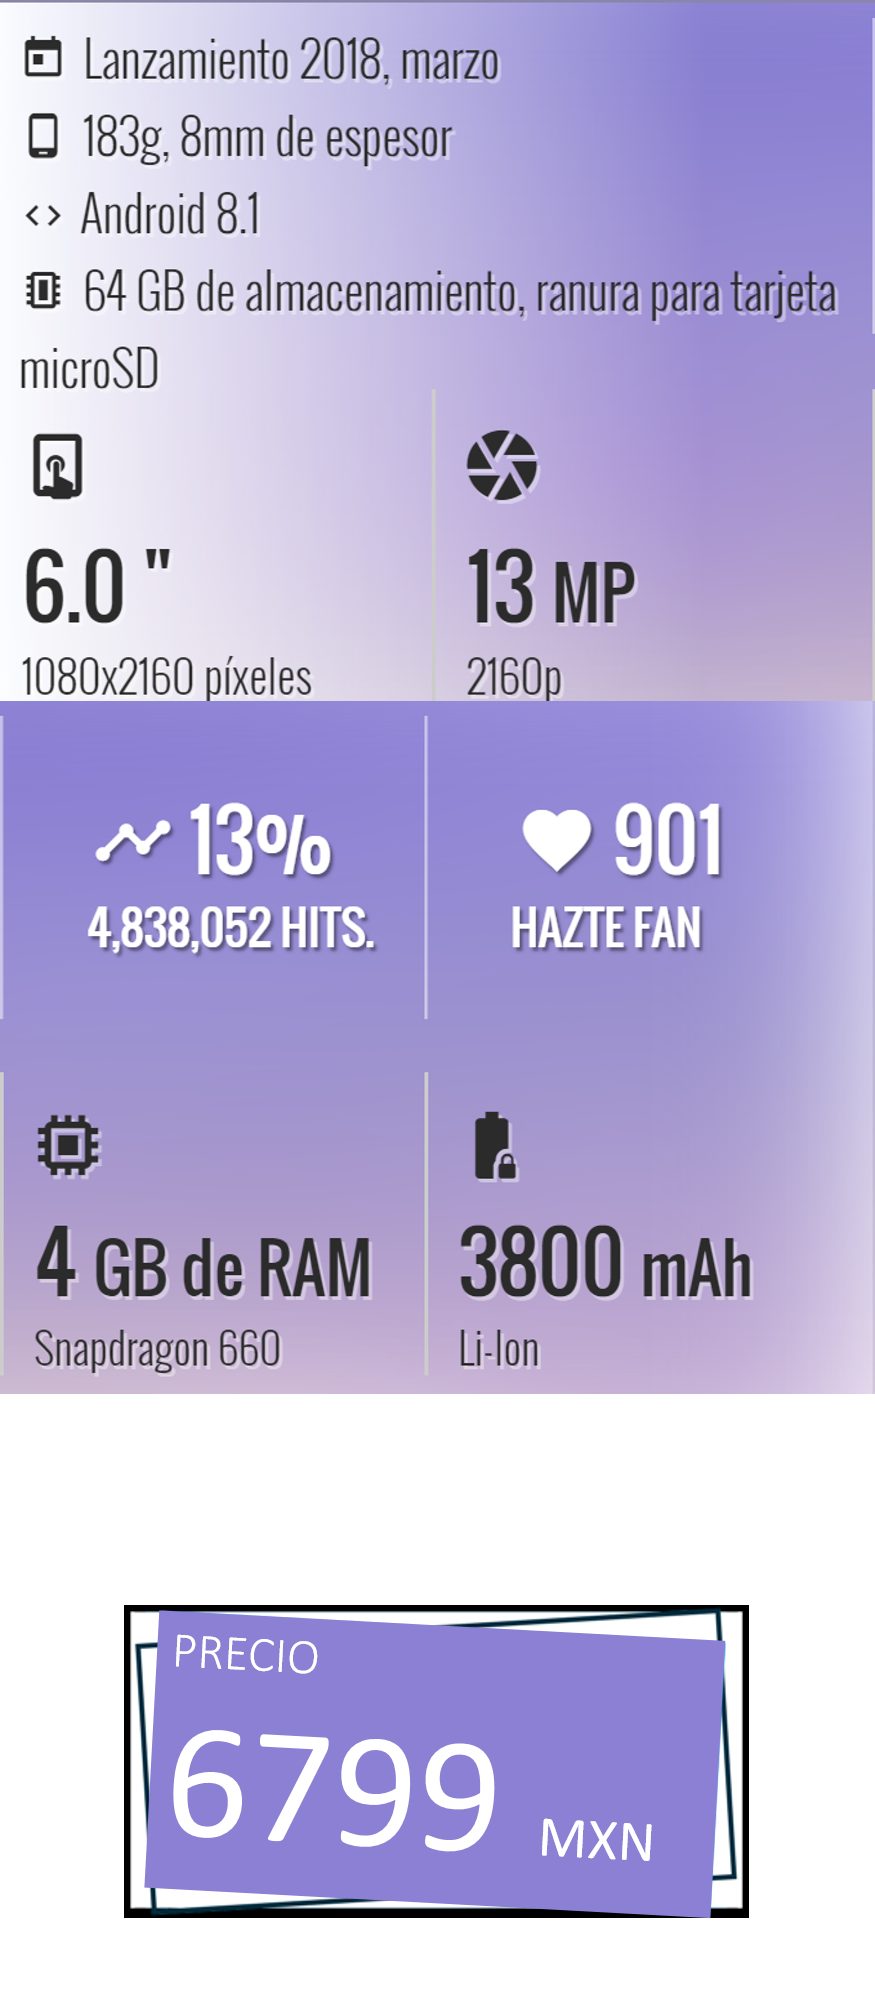 Lanzamiento 2018, marzo
183g, 8mm de espesor
Android 8.1
64 GB de almacenamiento, ranura para tarjeta
microSD
6.0 "
13 MP
1080x2160 píxeles
2160p
13%
901
4,838,052 HITS.
HAZTE FAN
4 GB de RAM
3800 mAh
Snapdragon 660
Li-Ion
PRECIO
6799 MXN